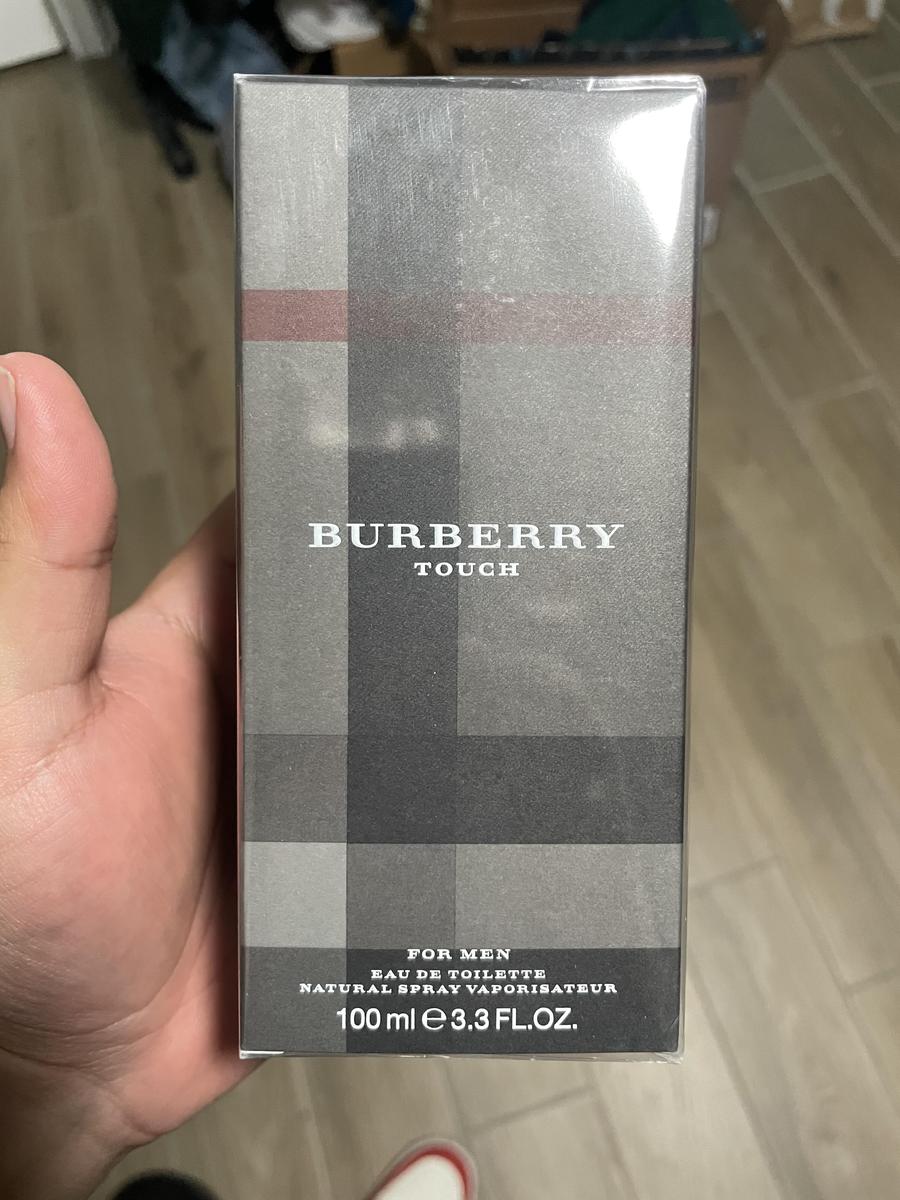 BURBERRY
TOUCH
FOR MEN
EAU DE TOILETTE
NATURAL SPRAY VAPORISATEUR
100 ml ℮ 3.3 FL.OZ.